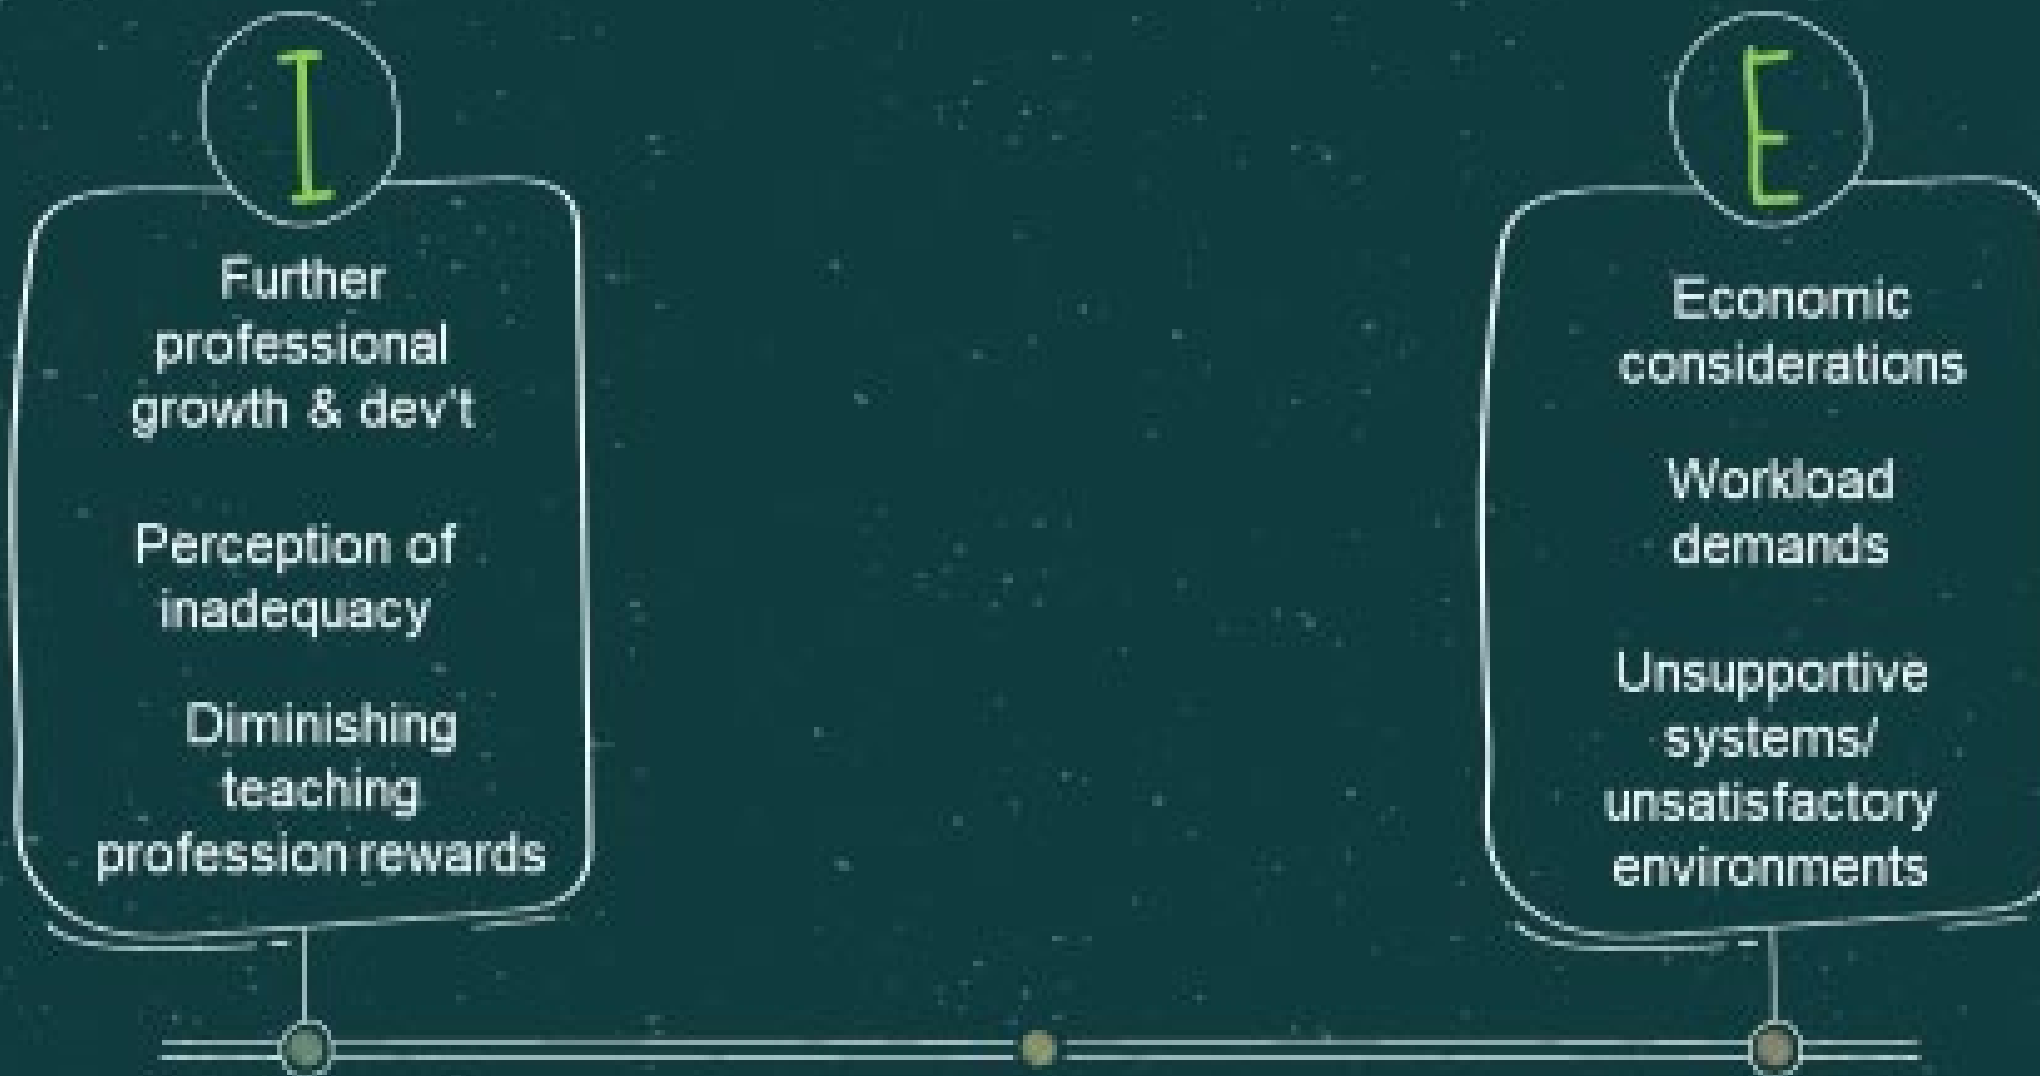 I
Further
professional
growth & dev't
Perception of
inadequacy
Diminishing
teaching
profession rewards
E
Economic
considerations
Workload
demands
Unsupportive
systems/
unsatisfactory
environments